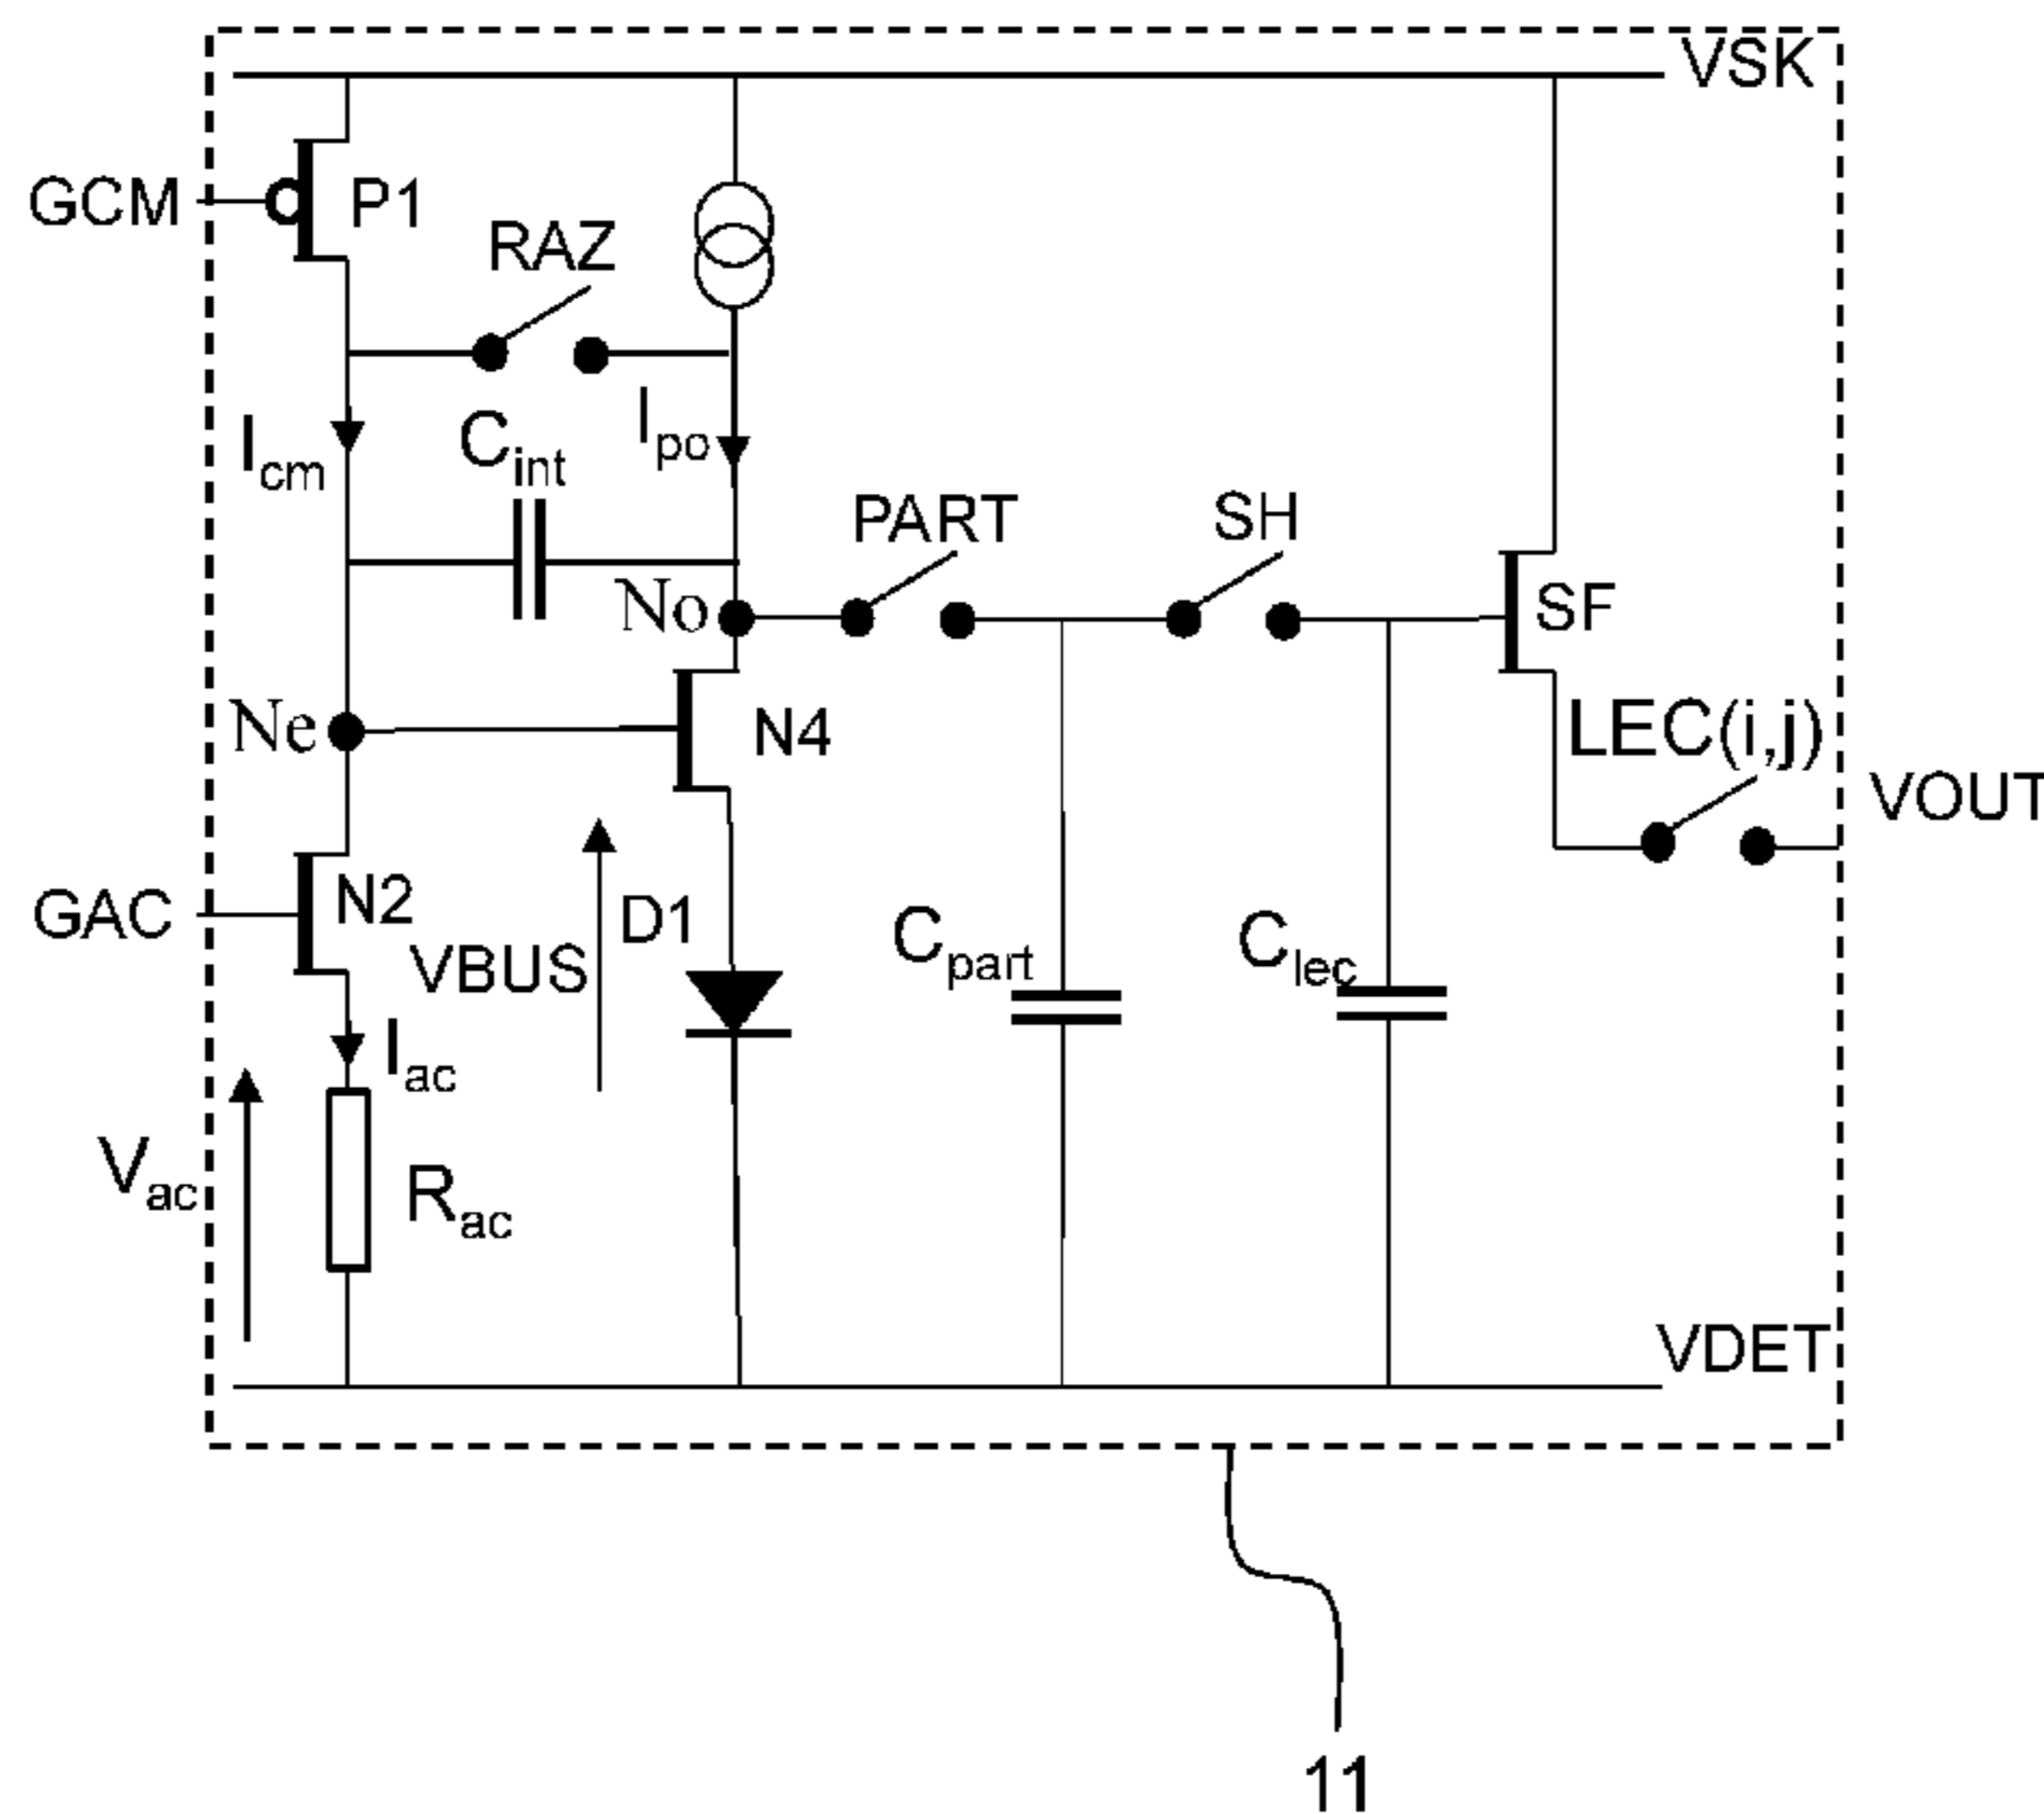 VSK
GCM
P1
RAZ
Icm
Cint
Ipo
PART
SH
No
SF
Ne
N4
LEC(i,j)
VOUT
GAC
N2
VBUS
D1
Cpart
Clec
Iac
Vac
Rac
VDET
11